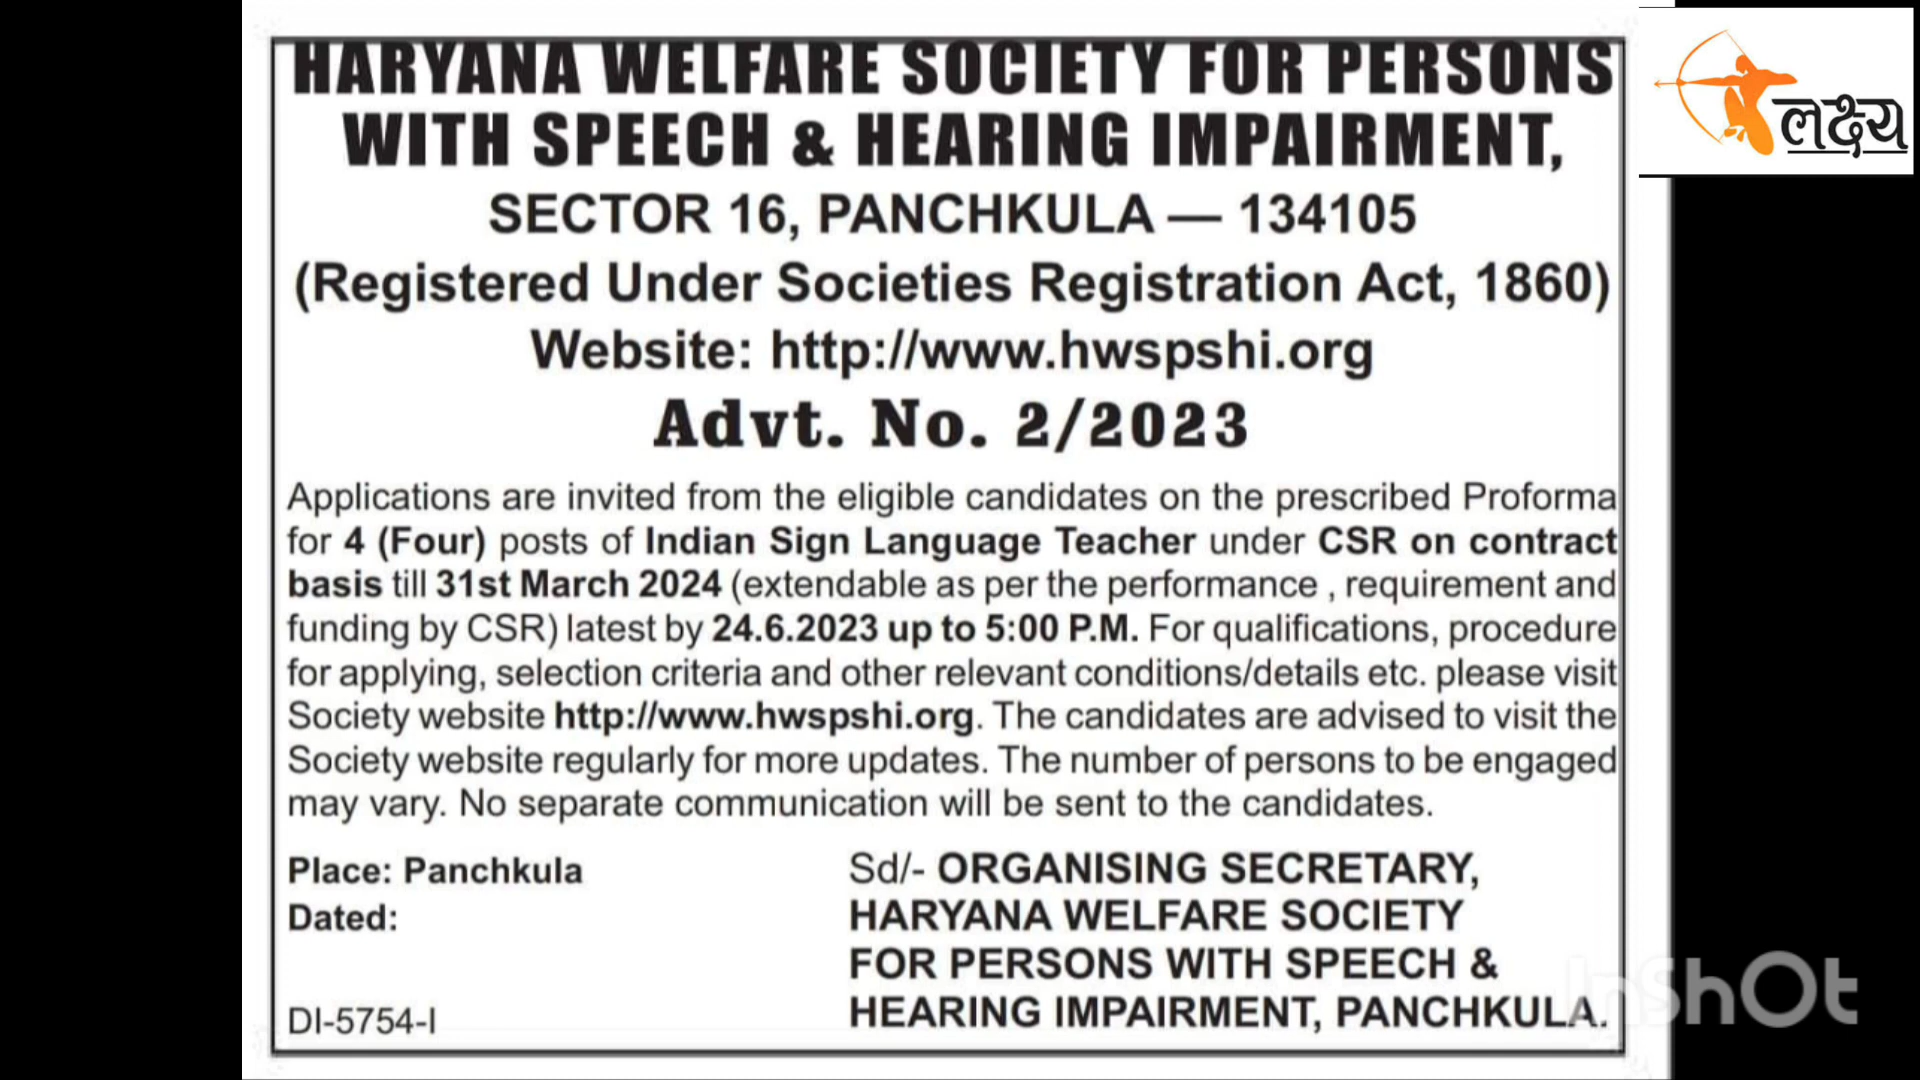 HARYANA WELFARE SOCIETY FOR PERSONS
WITH SPEECH & HEARING IMPAIRMENT,
SECTOR 16, PANCHKULA — 134105
(Registered Under Societies Registration Act, 1860)
Website: http://www.hwspshi.org
Advt. No. 2/2023
Applications are invited from the eligible candidates on the prescribed Proforma
for 4 (Four) posts of Indian Sign Language Teacher under CSR on contract
basis till 31st March 2024 (extendable as per the performance , requirement and
funding by CSR) latest by 24.6.2023 up to 5:00 P.M. For qualifications, procedure
for applying, selection criteria and other relevant conditions/details etc. please visit
Society website http://www.hwspshi.org. The candidates are advised to visit the
Society website regularly for more updates. The number of persons to be engaged
may vary. No separate communication will be sent to the candidates.
Place: Panchkula
Dated:
DI-5754-I
Sd/- ORGANISING SECRETARY,
HARYANA WELFARE SOCIETY
FOR PERSONS WITH SPEECH &
HEARING IMPAIRMENT, PANCHKULA.
लक्ष्य
InShOt